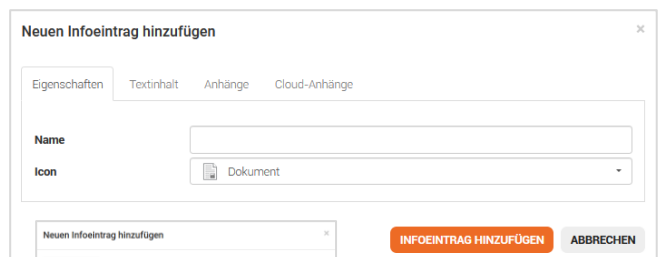 Neuen Infoeintrag hinzufügen ×
Eigenschaften Textinhalt Anhänge Cloud-Anhänge
Name
Icon Dokument
Neuen Infoeintrag hinzufügen ×
INFOEINTRAG HINZUFÜGEN ABBRECHEN